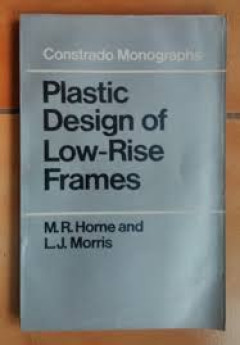 Constrado Monographs
Plastic
Design of
Low-Rise
Frames
M.R. Horne and
L.J. Morris